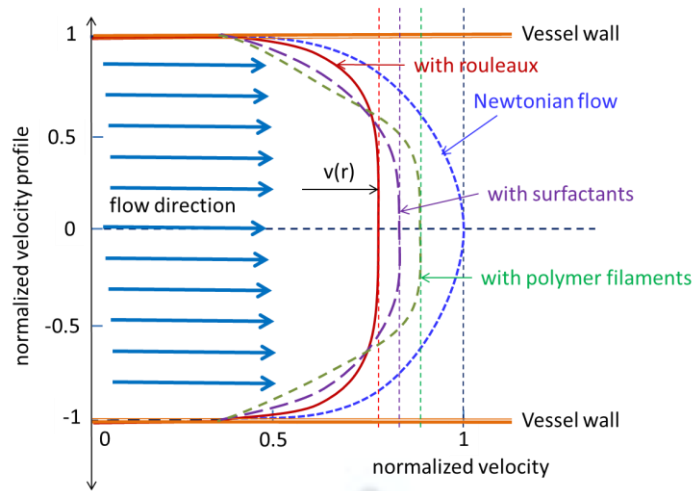 1
Vessel wall
with rouleaux
Newtonian flow
0.5
v(r)
with surfactants
flow direction
0
with polymer filaments
-0.5
-1
Vessel wall
0
0.5
1
normalized velocity
normalized velocity profile